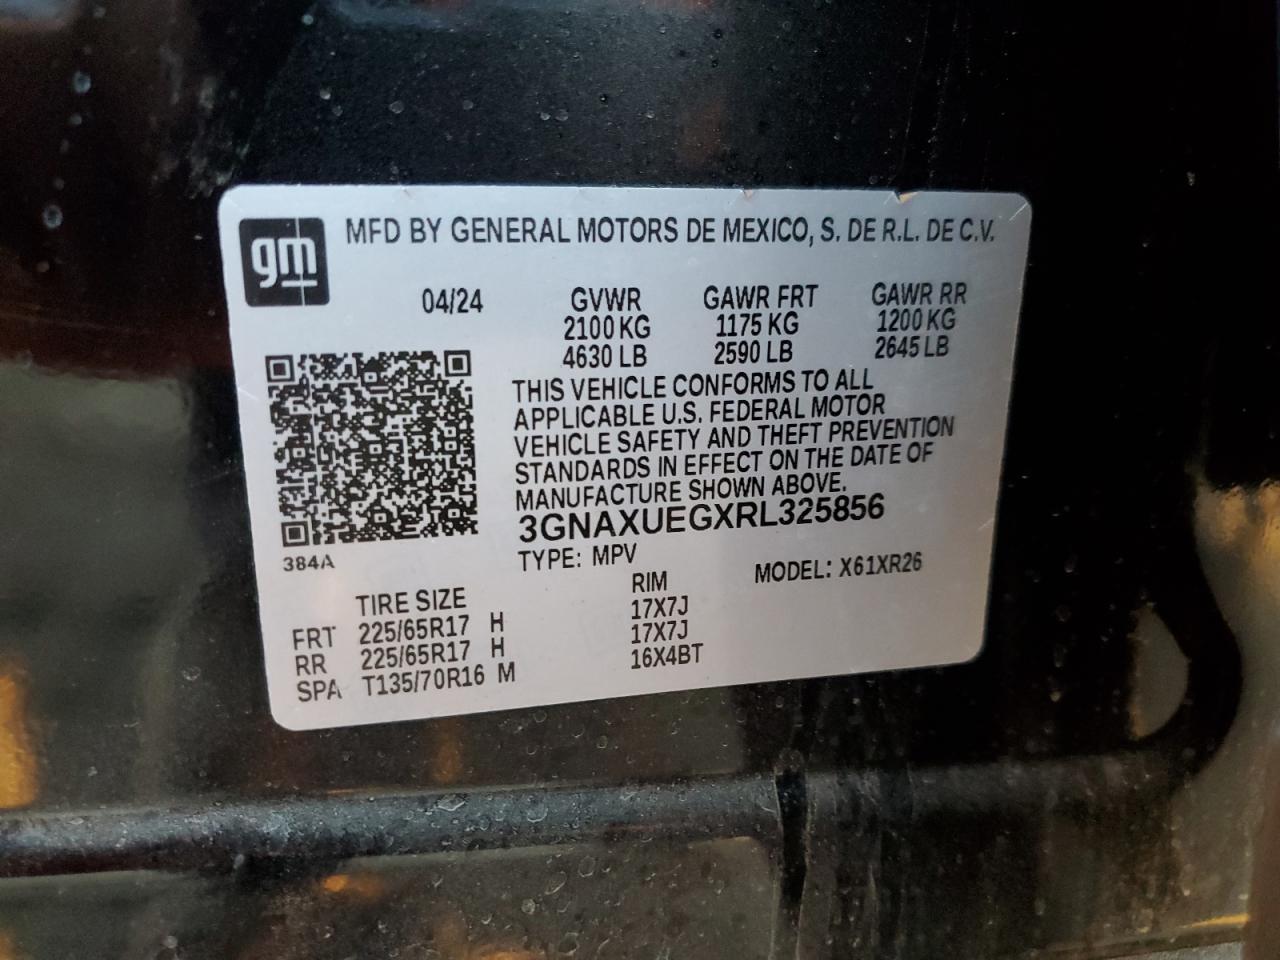 gm
MFD BY GENERAL MOTORS DE MEXICO, S. DE R.L. DE C.V.
04/24 GVWR GAWR FRT GAWR RR
2100 KG 1175 KG 1200 KG
4630 LB 2590 LB 2645 LB
THIS VEHICLE CONFORMS TO ALL
APPLICABLE U.S. FEDERAL MOTOR
VEHICLE SAFETY AND THEFT PREVENTION
STANDARDS IN EFFECT ON THE DATE OF
MANUFACTURE SHOWN ABOVE.
3GNAXUEGXRL325856
384A
TYPE: MPV MODEL: X61XR26
TIRE SIZE RIM
FRT 225/65R17 H 17X7J
RR 225/65R17 H 17X7J
SPA T135/70R16 M 16X4BT